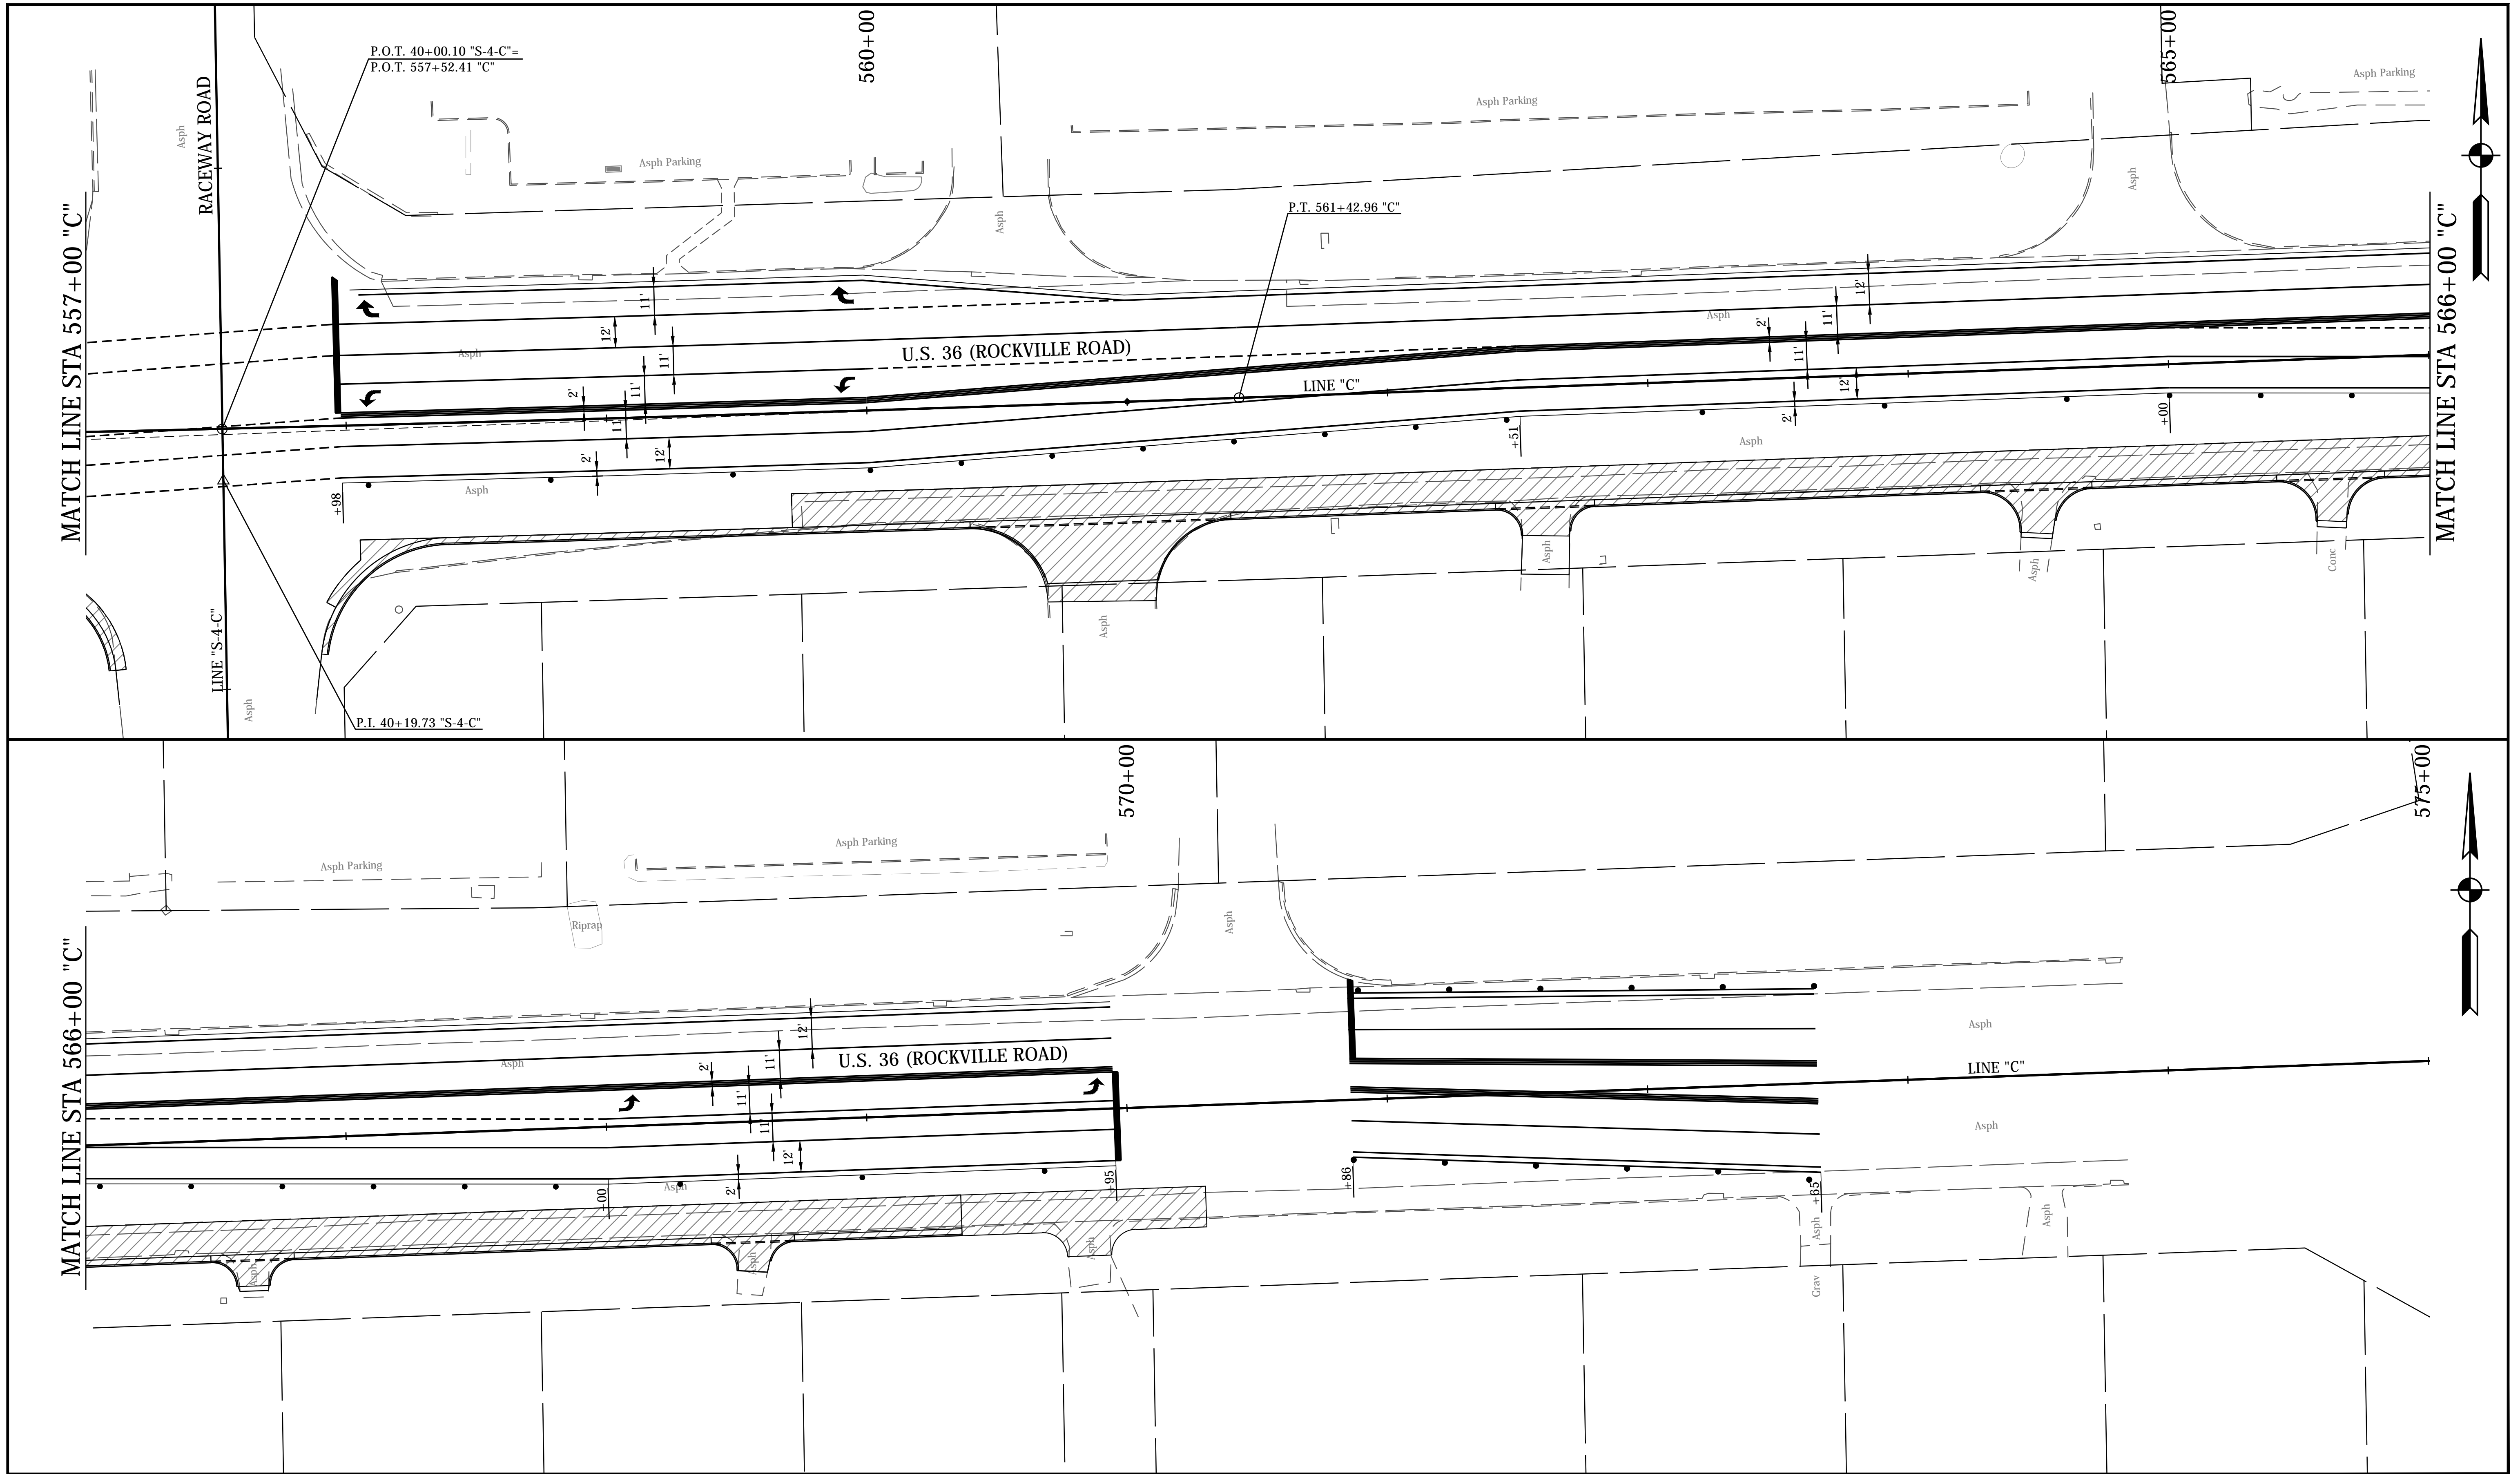 P.O.T. 40+00.10 "S-4-C"=
P.O.T. 557+52.41 "C"
560+00
565+00
Asph Parking
Asph Parking
Asph Parking
Asph
RACEWAY ROAD
Asph
Asph
MATCH LINE STA 557+00 "C"
MATCH LINE STA 566+00 "C"
P.T. 561+42.96 "C"
11'
12'
12'
11'
11'
Asph
Asph
U.S. 36 (ROCKVILLE ROAD)
2'
11'
11'
2'
12'
LINE "C"
11'
2'
12'
2'
+51
+00
Asph
+98
Asph
Asph
Asph
Conc
Asph
LINE "S-4-C"
Asph
P.I. 40+19.73 "S-4-C"
570+00
575+00
Asph Parking
Asph Parking
Riprap
Asph
MATCH LINE STA 566+00 "C"
12'
11'
2'
11'
11'
12'
2'
Asph
U.S. 36 (ROCKVILLE ROAD)
Asph
LINE "C"
Asph
+00
Asph
+95
+86
+65
Asph
Asph
Asph
Asph
Asph
Grav